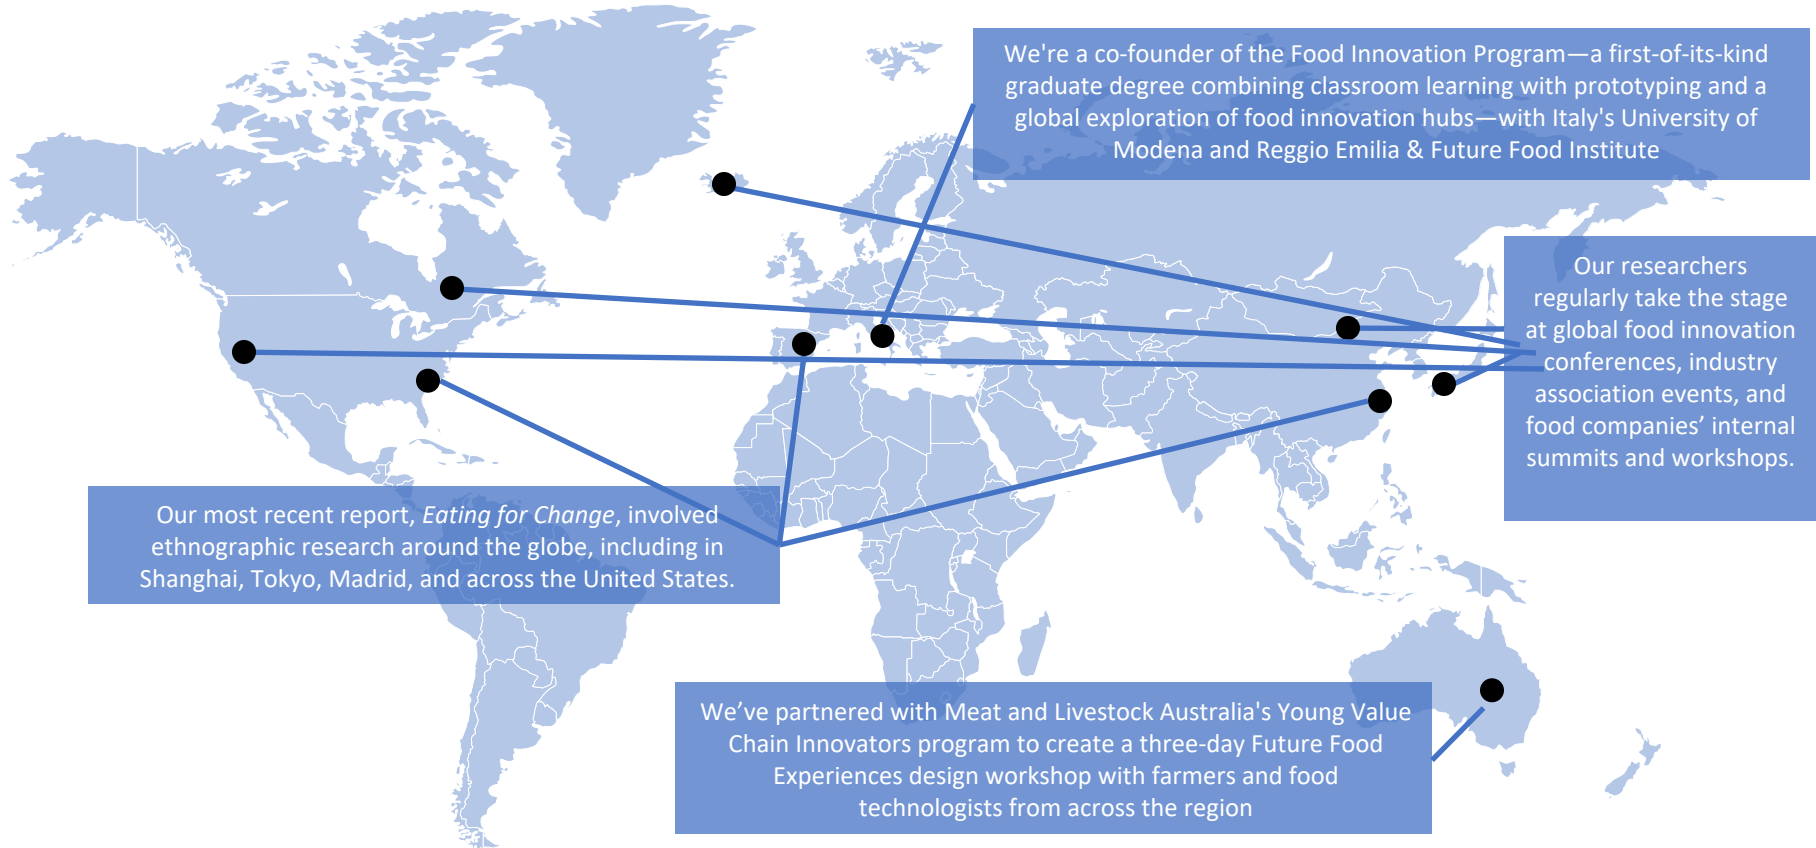 We're a co-founder of the Food Innovation Program—a first-of-its-kind
graduate degree combining classroom learning with prototyping and a
global exploration of food innovation hubs—with Italy's University of
Modena and Reggio Emilia & Future Food Institute
Our researchers
regularly take the stage
at global food innovation
conferences, industry
association events, and
food companies’ internal
summits and workshops.
Our most recent report, Eating for Change, involved
ethnographic research around the globe, including in
Shanghai, Tokyo, Madrid, and across the United States.
We’ve partnered with Meat and Livestock Australia's Young Value
Chain Innovators program to create a three-day Future Food
Experiences design workshop with farmers and food
technologists from across the region